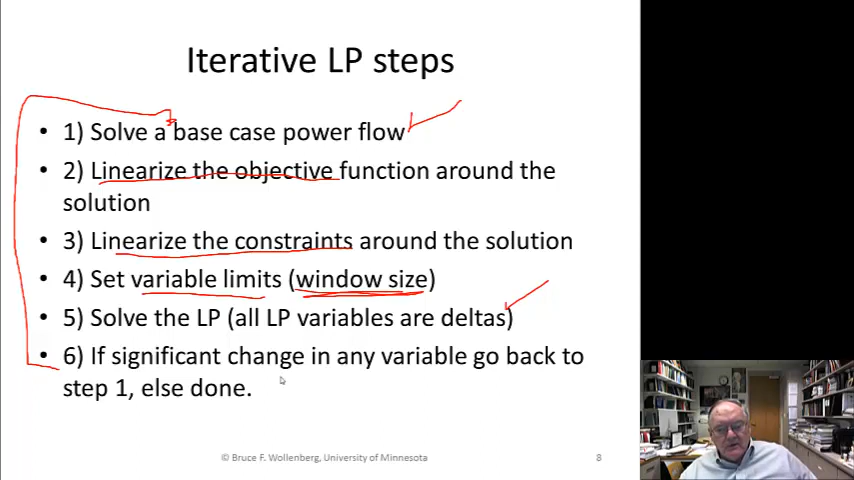 Iterative LP steps
• 1) Solve a base case power flow
• 2) Linearize the objective function around the
solution
• 3) Linearize the constraints around the solution
• 4) Set variable limits (window size)
• 5) Solve the LP (all LP variables are deltas)
• 6) If significant change in any variable go back to
step 1, else done.
© Bruce F. Wollenberg, University of Minnesota
8